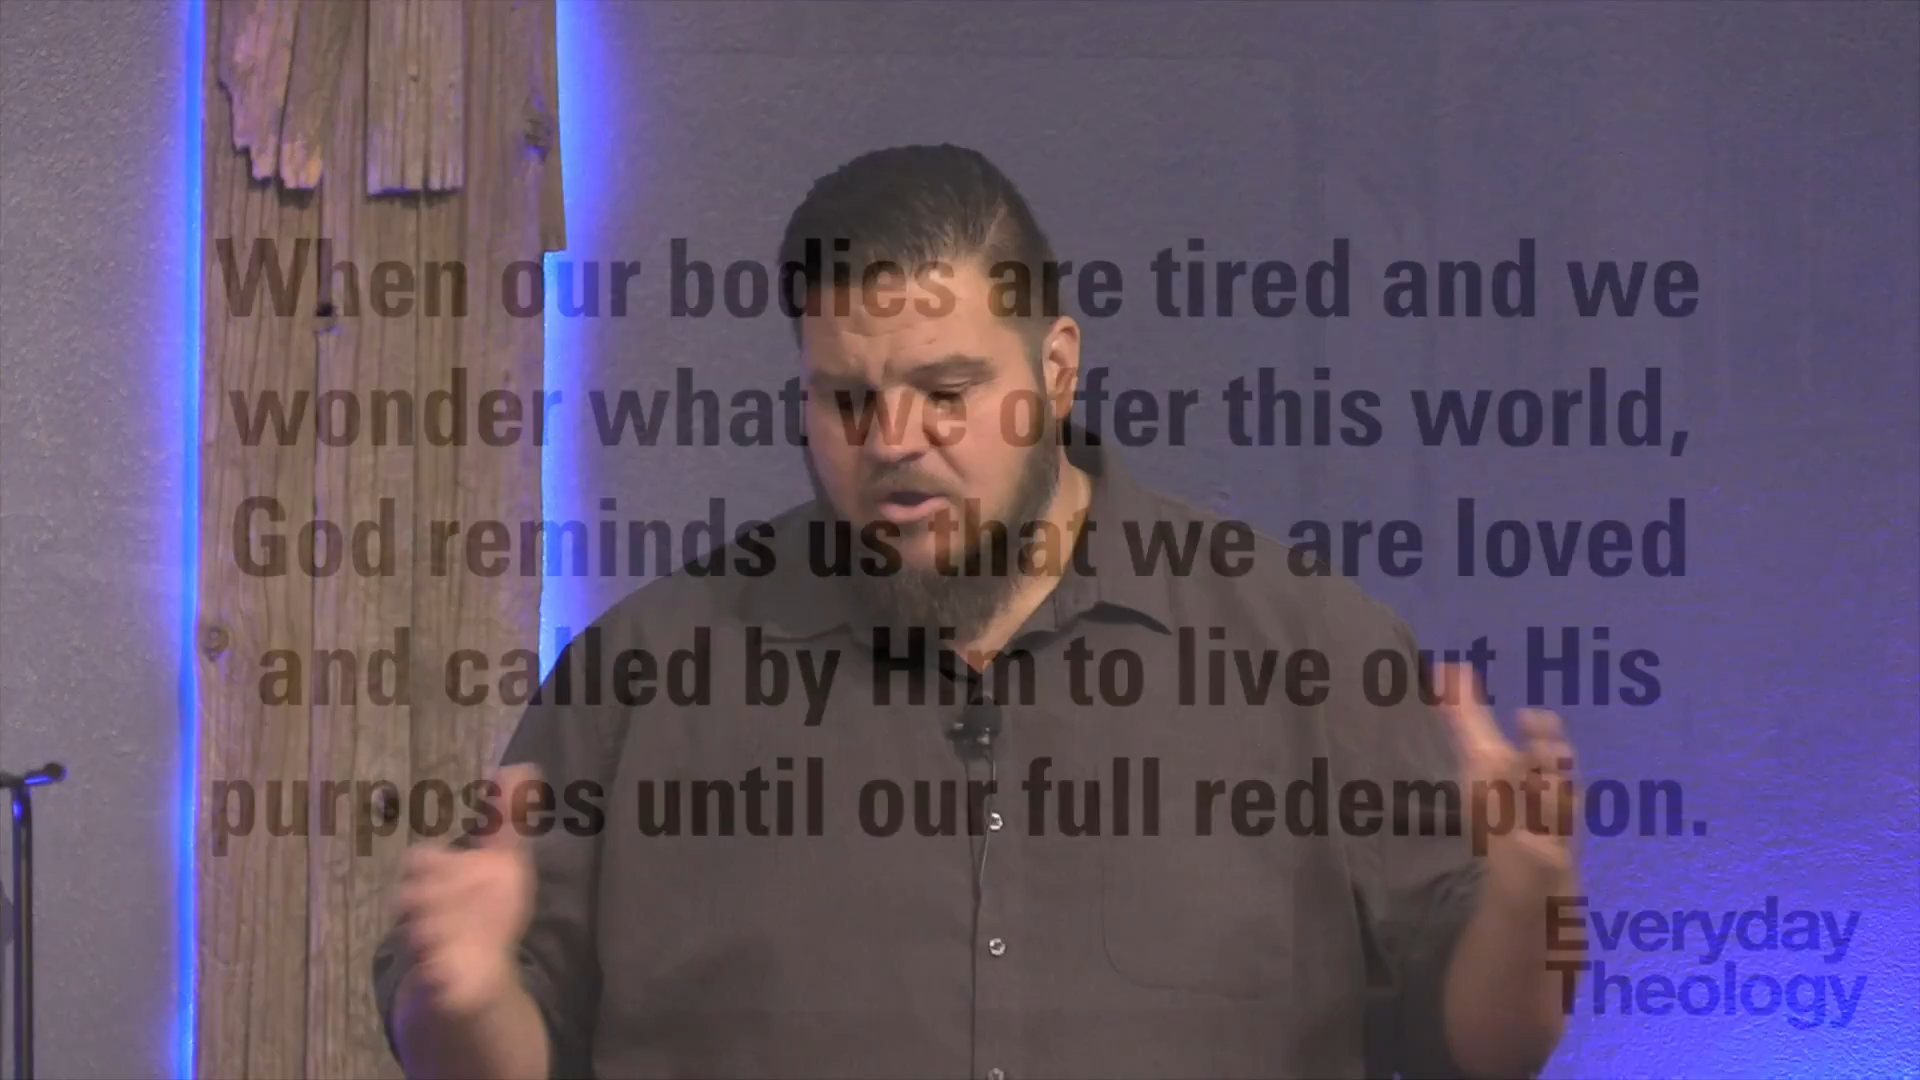 When our bodies are tired and we
wonder what we offer this world,
God reminds us that we are loved
and called by Him to live out His
purposes until our full redemption.
Everyday
Theology